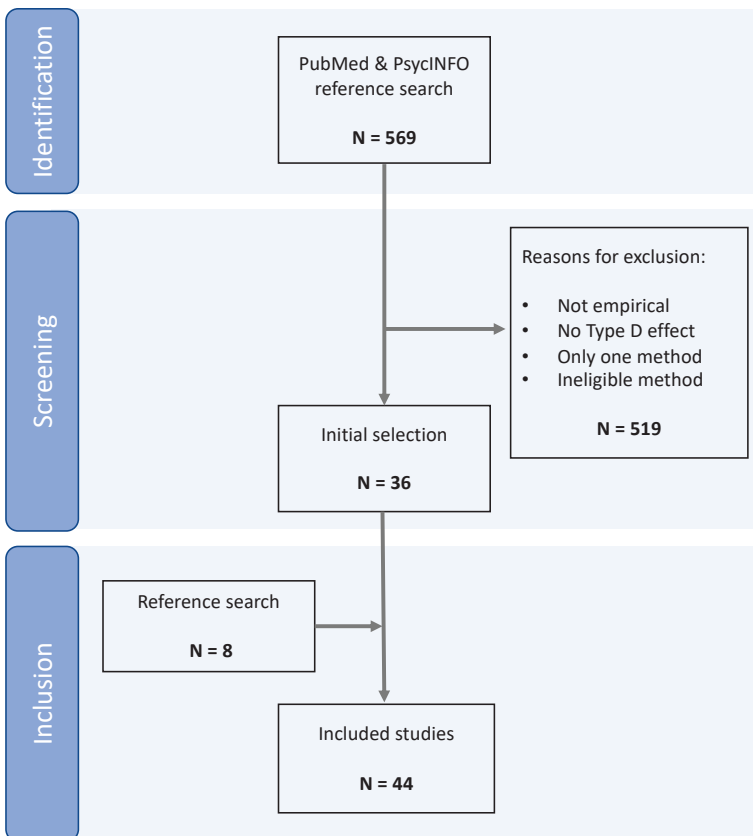 Identification
PubMed & PsycINFO
reference search
N = 569
Screening
Reasons for exclusion:
• Not empirical
• No Type D effect
• Only one method
• Ineligible method
N = 519
Initial selection
N = 36
Inclusion
Reference search
N = 8
Included studies
N = 44